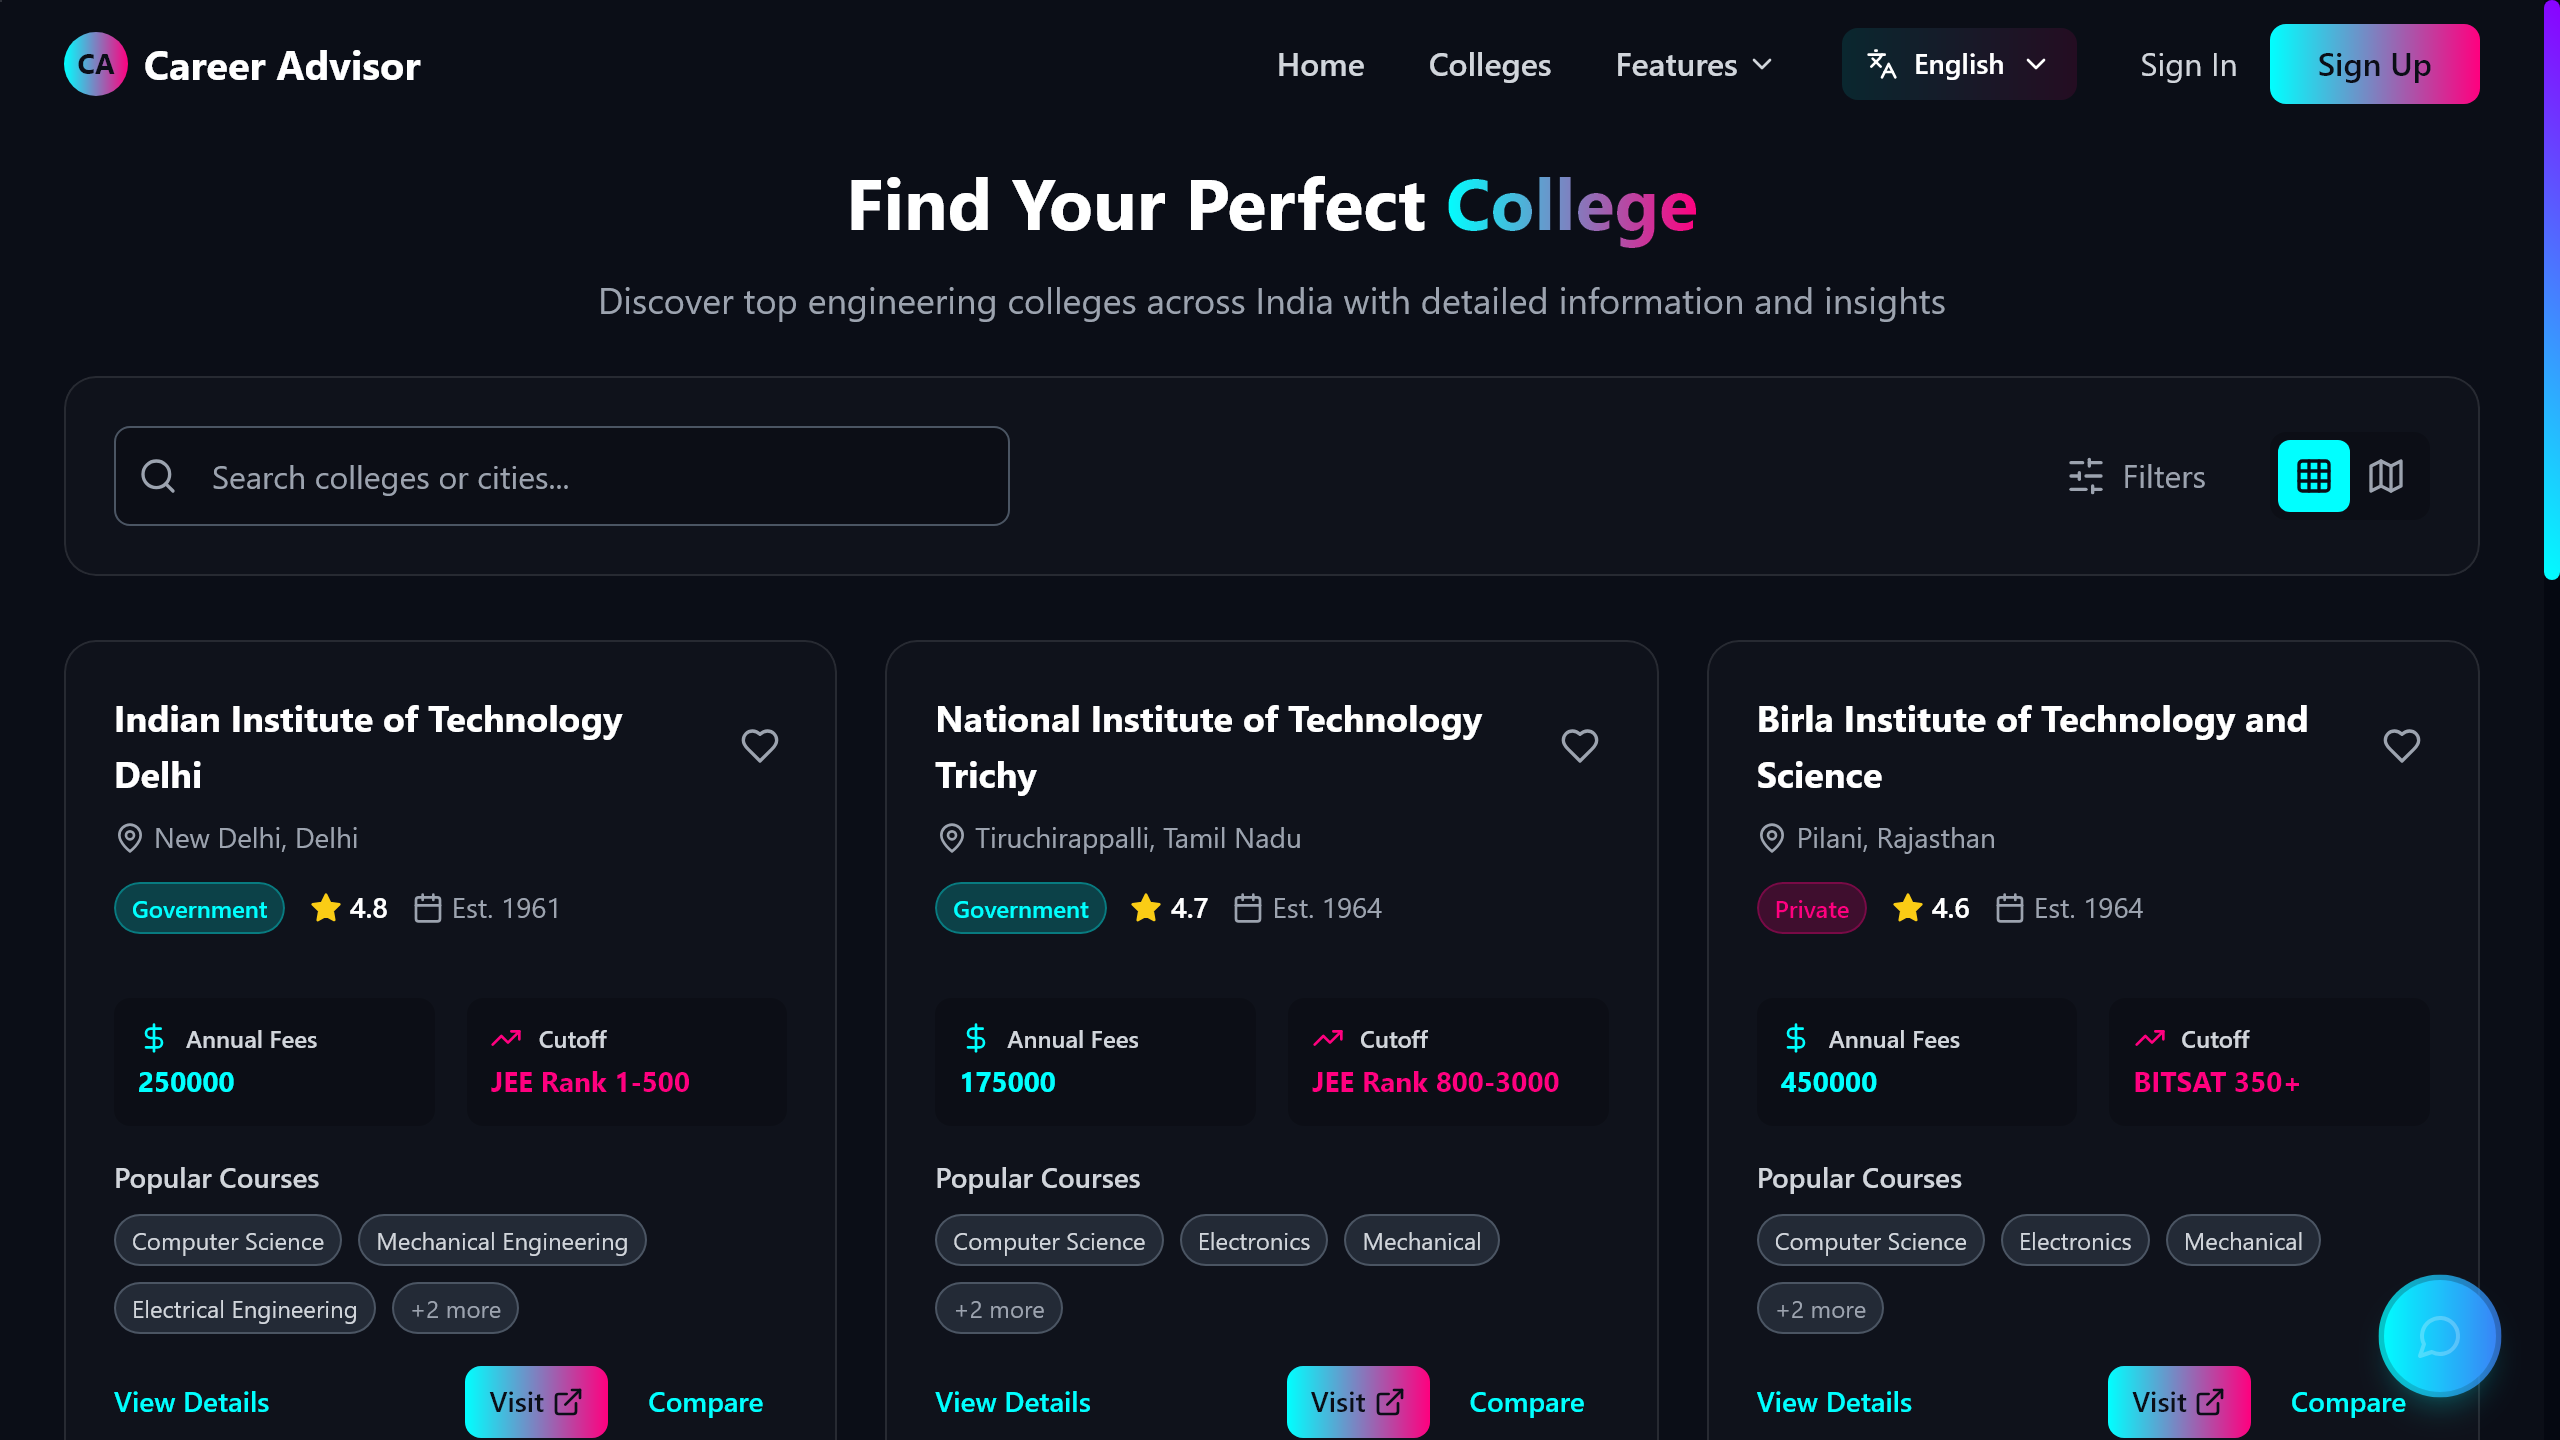 CA Career Advisor Home Colleges Features English Sign In Sign Up
Find Your Perfect College
Discover top engineering colleges across India with detailed information and insights
Search colleges or cities... Filters
Indian Institute of Technology
Delhi
New Delhi, Delhi
Government 4.8 Est. 1961
Annual Fees
250000
Cutoff
JEE Rank 1-500
Popular Courses
Computer Science Mechanical Engineering
Electrical Engineering +2 more
View Details Visit Compare
National Institute of Technology
Trichy
Tiruchirappalli, Tamil Nadu
Government 4.7 Est. 1964
Annual Fees
175000
Cutoff
JEE Rank 800-3000
Popular Courses
Computer Science Electronics Mechanical
+2 more
View Details Visit Compare
Birla Institute of Technology and
Science
Pilani, Rajasthan
Private 4.6 Est. 1964
Annual Fees
450000
Cutoff
BITSAT 350+
Popular Courses
Computer Science Electronics Mechanical
+2 more
View Details Visit Compare